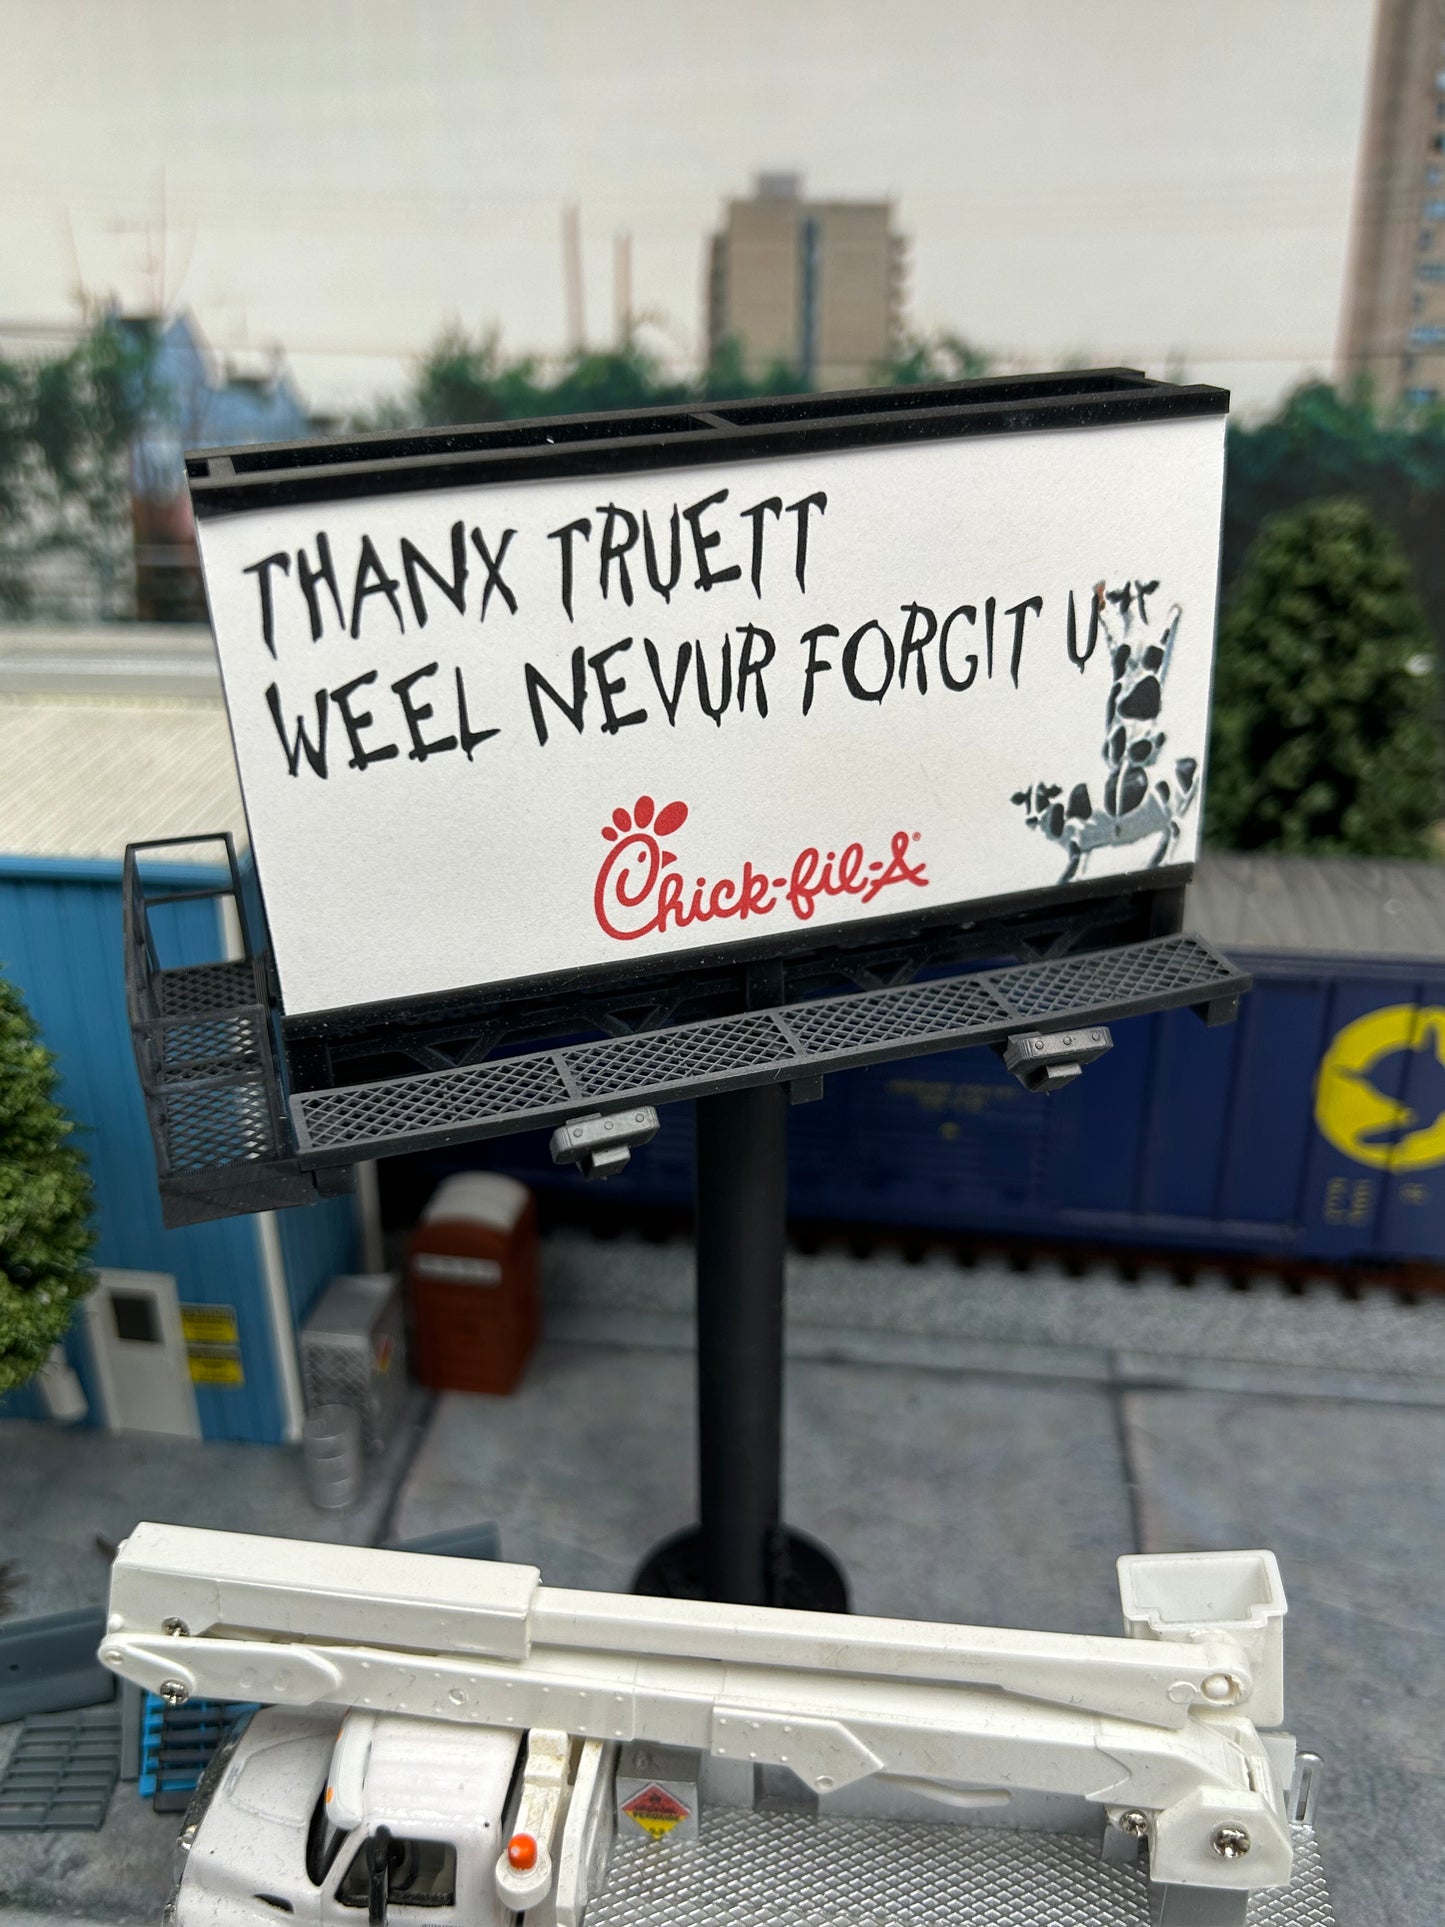 THANX TRUETT
WEEL NEVUR FORGIT U
Chick-fil-A®